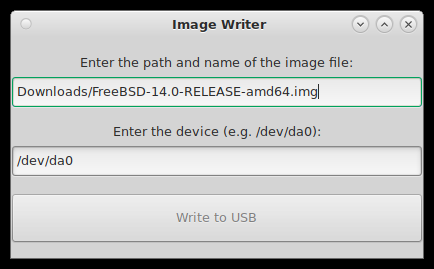 Image Writer
Enter the path and name of the image file:
Downloads/FreeBSD-14.0-RELEASE-amd64.img
Enter the device (e.g. /dev/da0):
/dev/da0
Write to USB